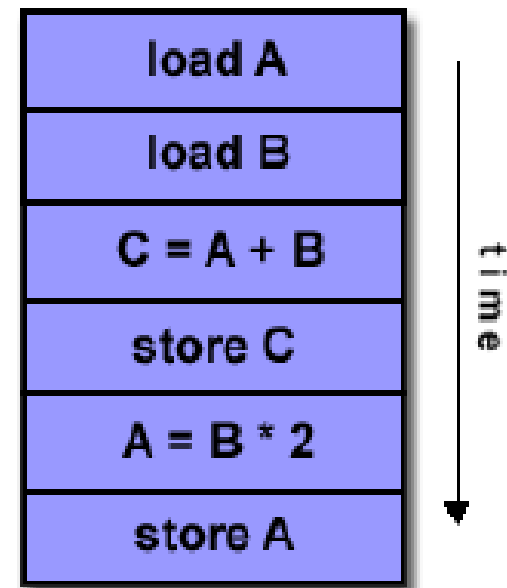 load A
load B
C = A + B
store C
A = B * 2
store A
time